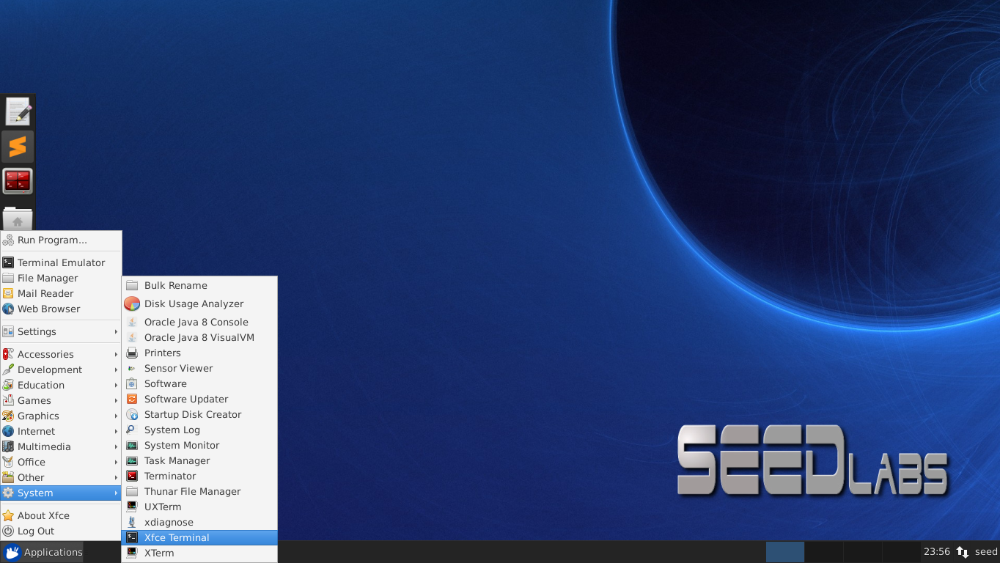 Run Program...
Terminal Emulator
File Manager
Mail Reader
Web Browser
Settings
Accessories
Development
Education
Games
Graphics
Internet
Multimedia
Office
Other
System
About Xfce
Log Out
Bulk Rename
Disk Usage Analyzer
Oracle Java 8 Console
Oracle Java 8 VisualVM
Printers
Sensor Viewer
Software
Software Updater
Startup Disk Creator
System Log
System Monitor
Task Manager
Terminator
Thunar File Manager
UXTerm
xdiagnose
Xfce Terminal
XTerm
SEEDLABS
Applications
23:56 seed